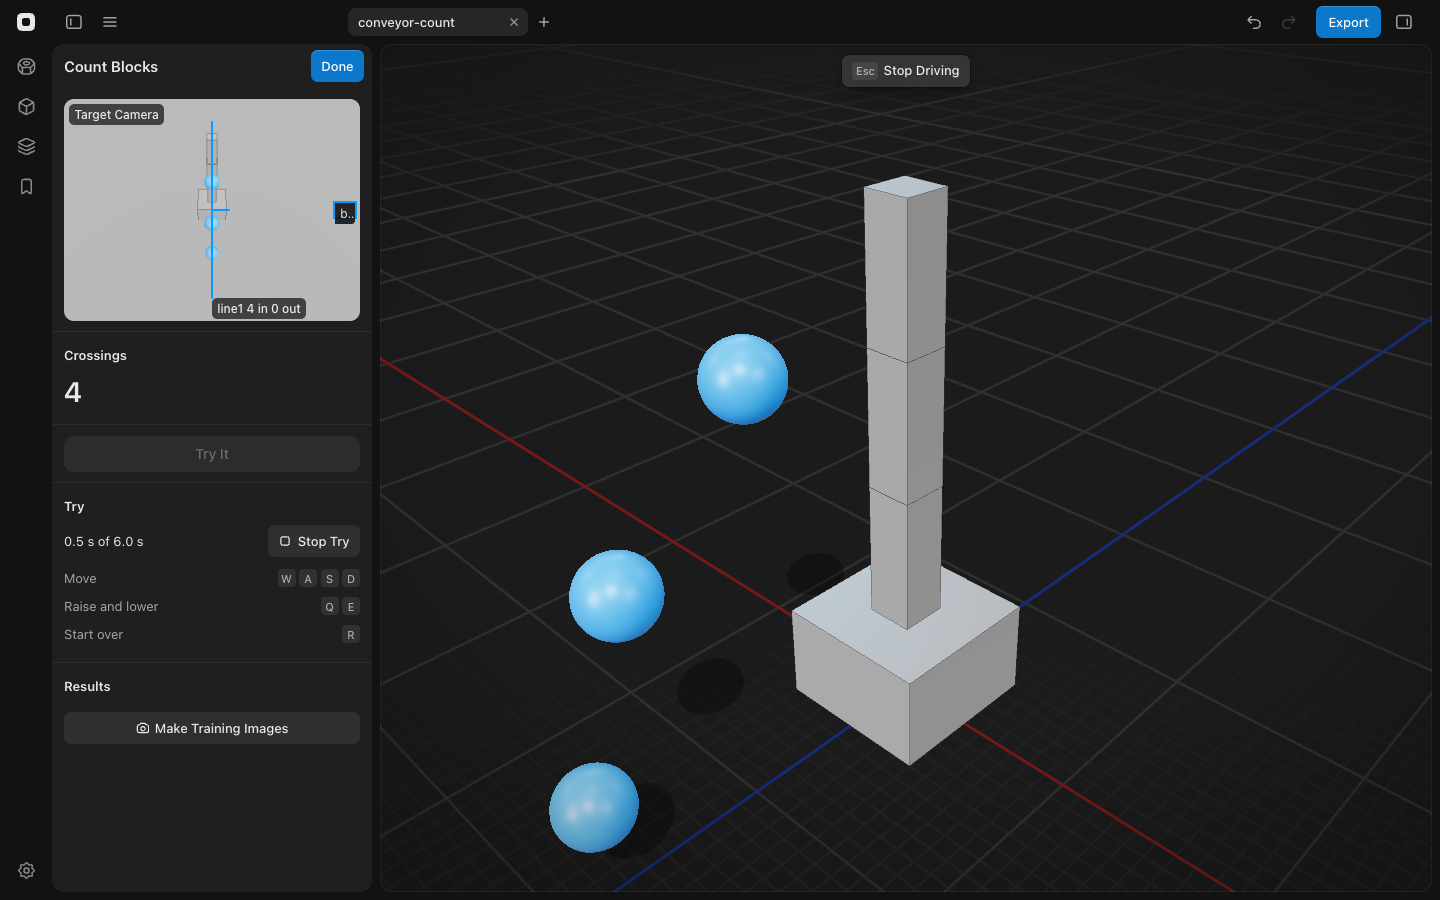 conveyor-count
Export
Count Blocks
Done
Esc Stop Driving
Target Camera
b..
line1 4 in 0 out
Crossings
4
Try It
Try
0.5 s of 6.0 s
Stop Try
Move
W A S D
Raise and lower
Q E
Start over
R
Results
Make Training Images